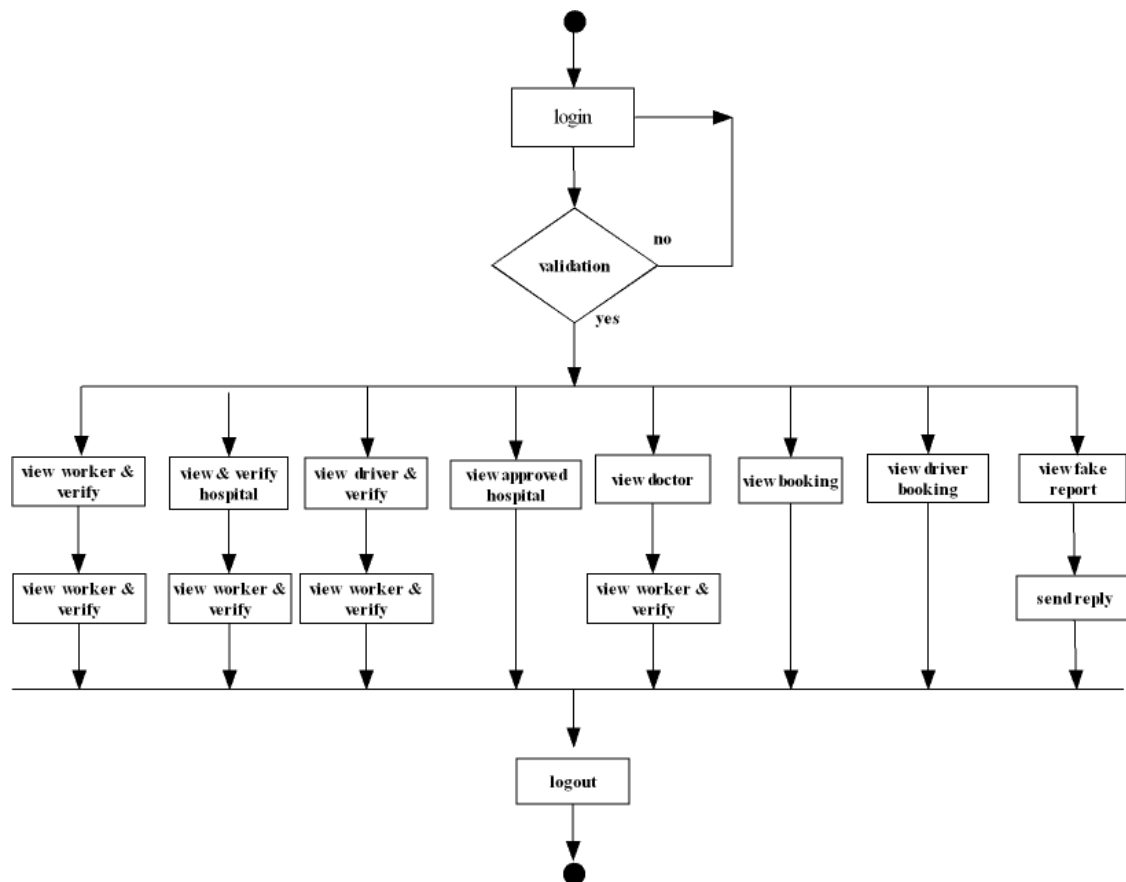 login
no
validation
yes
view worker &
verify
view & verify
hospital
view driver
& verify
view approved
hospital
view doctor
view booking
view driver
booking
view fake
report
view worker &
verify
view worker &
verify
view worker &
verify
view worker &
verify
send reply
logout